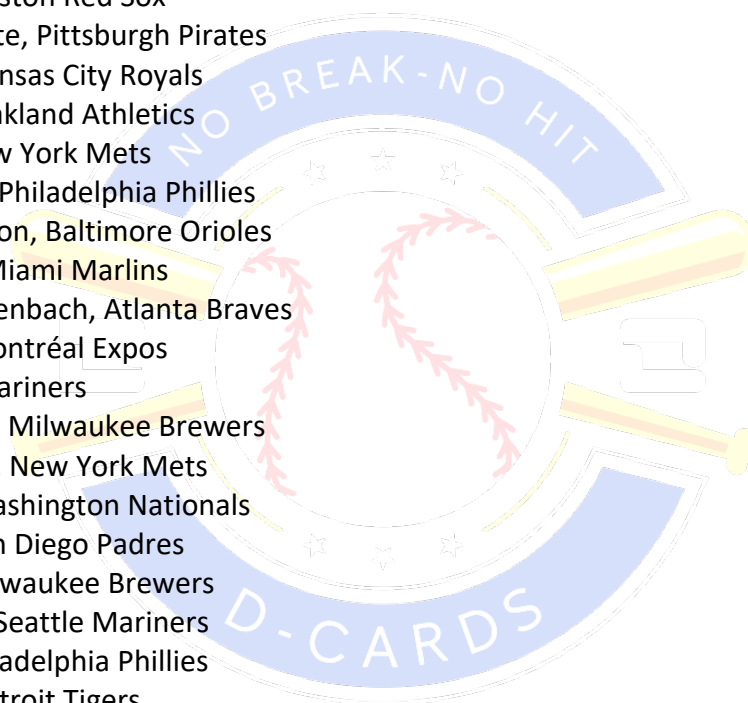 ston Red Sox
te, Pittsburgh Pirates
nsas City Royals
kland Athletics
w York Mets
Philadelphia Phillies
on, Baltimore Orioles
Miami Marlins
enbach, Atlanta Braves
ontréal Expos
ariners
Milwaukee Brewers
New York Mets
ashington Nationals
n Diego Padres
waukee Brewers
Seattle Mariners
adelphia Phillies
troit Tigers
NO BREAK-NO HIT
D-CARDS